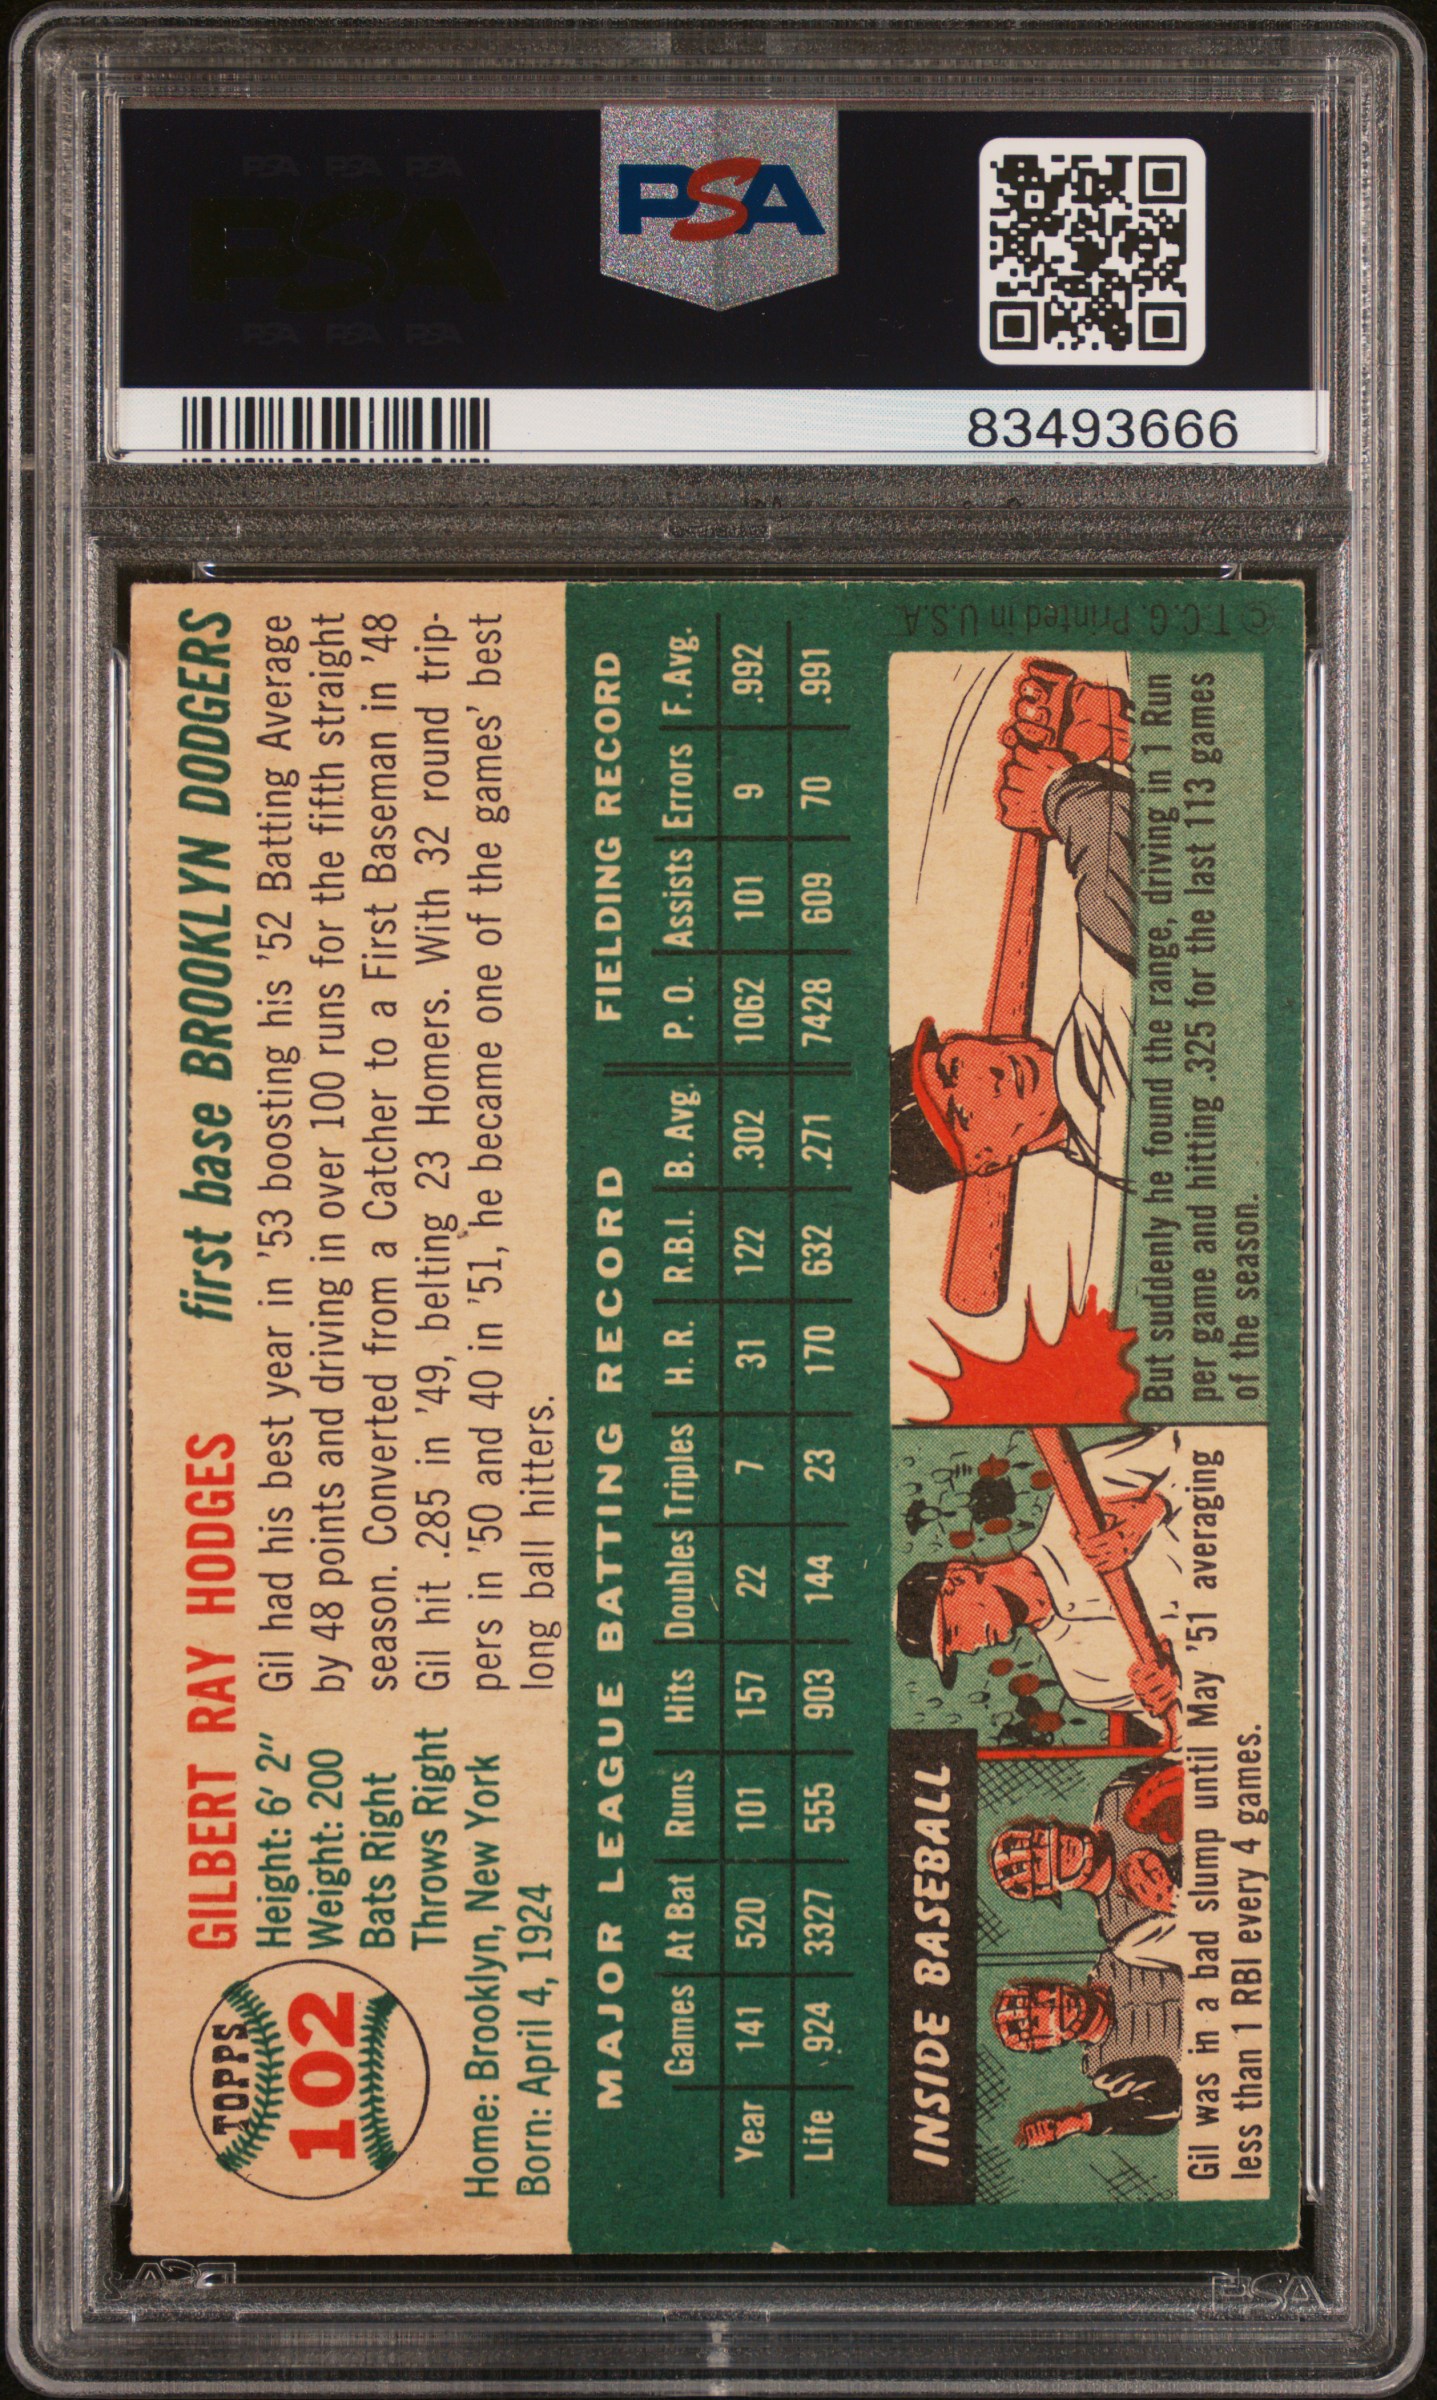 PSA PSA PSA
PSA
PSA PSA PSA
PSA
83493666
TOPPS
102
GILBERT RAY HODGES first base BROOKLYN DODGERS
Height: 6' 2"
Weight: 200
Bats Right
Throws Right
Home: Brooklyn, New York
Born: April 4, 1924
Gil had his best year in '53 boosting his '52 Batting Average
by 48 points and driving in over 100 runs for the fifth straight
season. Converted from a Catcher to a First Baseman in '48
Gil hit .285 in '49, belting 23 Homers. With 32 round trip-
pers in '50 and 40 in '51, he became one of the games' best
long ball hitters.
MAJOR LEAGUE BATTING RECORD FIELDING RECORD
Games At Bat Runs Hits Doubles Triples H. R. R.B.I. B. Avg. P. O. Assists Errors F. Avg.
Year 141 520 101 157 22 7 31 122 .302 1062 101 9 .992
Life 924 3327 555 903 144 23 170 632 .271 7428 609 70 .991
INSIDE BASEBALL
Gil was in a bad slump until May '51 averaging
less than 1 RBI every 4 games.
But suddenly he found the range, driving in 1 Run
per game and hitting .325 for the last 113 games
of the season.
© T.C.G. Printed in U.S.A.
PSA
PSA